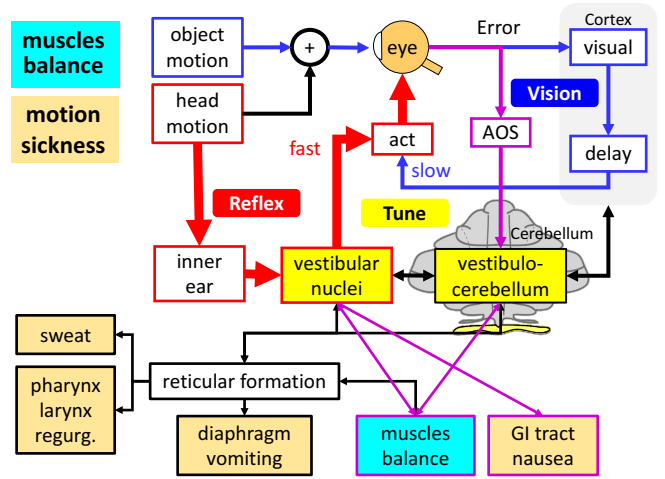 muscles
balance
motion
sickness
object
motion
+
eye
Error
Cortex
visual
head
motion
Vision
fast
act
AOS
delay
slow
Reflex
Tune
Cerebellum
inner
ear
vestibular
nuclei
vestibulo-
cerebellum
sweat
pharynx
larynx
regurg.
reticular formation
diaphragm
vomiting
muscles
balance
GI tract
nausea